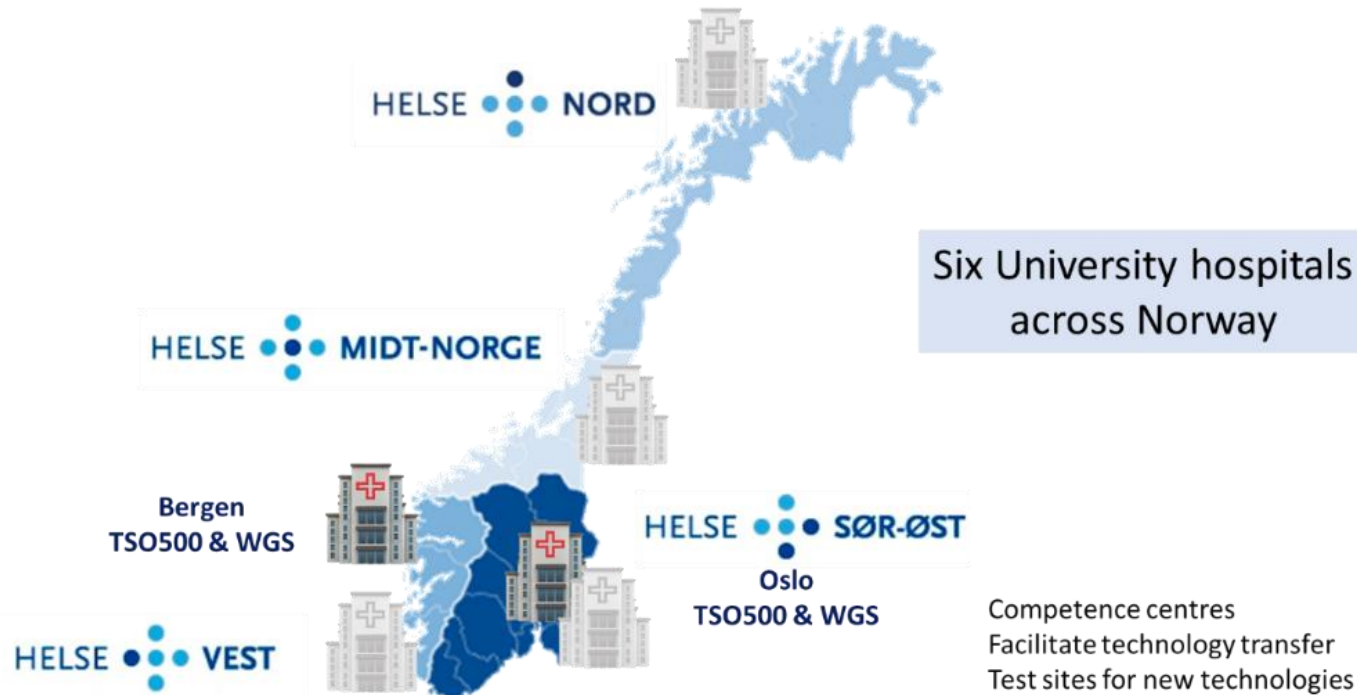 HELSE NORD
Six University hospitals
across Norway
HELSE MIDT-NORGE
Bergen
TSO500 & WGS
HELSE SØR-ØST
Oslo
TSO500 & WGS
HELSE VEST
Competence centres
Facilitate technology transfer
Test sites for new technologies